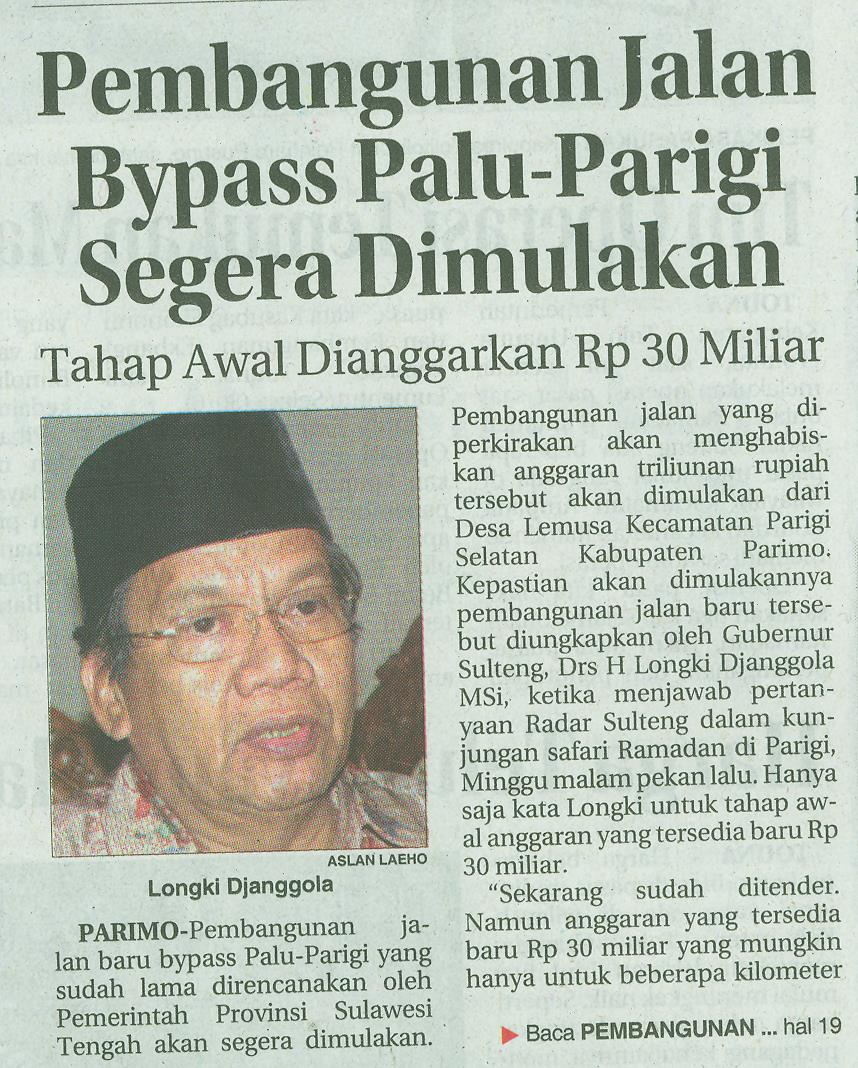 Pembangunan Jalan
Bypass Palu-Parigi
Segera Dimulakan
Tahap Awal Dianggarkan Rp 30 Miliar
ASLAN LAEHO
Longki Djanggola
PARIMO-Pembangunan ja-
lan baru bypass Palu-Parigi yang
sudah lama direncanakan oleh
Pemerintah Provinsi Sulawesi
Tengah akan segera dimulakan.
Pembangunan jalan yang di-
perkirakan akan menghabis-
kan anggaran triliunan rupiah
tersebut akan dimulakan dari
Desa Lemusa Kecamatan Parigi
Selatan Kabupaten Parimo.
Kepastian akan dimulakannya
pembangunan jalan baru terse-
but diungkapkan oleh Gubernur
Sulteng, Drs H Longki Djanggola
MSi, ketika menjawab pertan-
yaan Radar Sulteng dalam kun-
jungan safari Ramadan di Parigi,
Minggu malam pekan lalu. Hanya
saja kata Longki untuk tahap aw-
al anggaran yang tersedia baru Rp
30 miliar.
“Sekarang sudah ditender.
Namun anggaran yang tersedia
baru Rp 30 miliar yang mungkin
hanya untuk beberapa kilometer
Baca PEMBANGUNAN ... hal 19